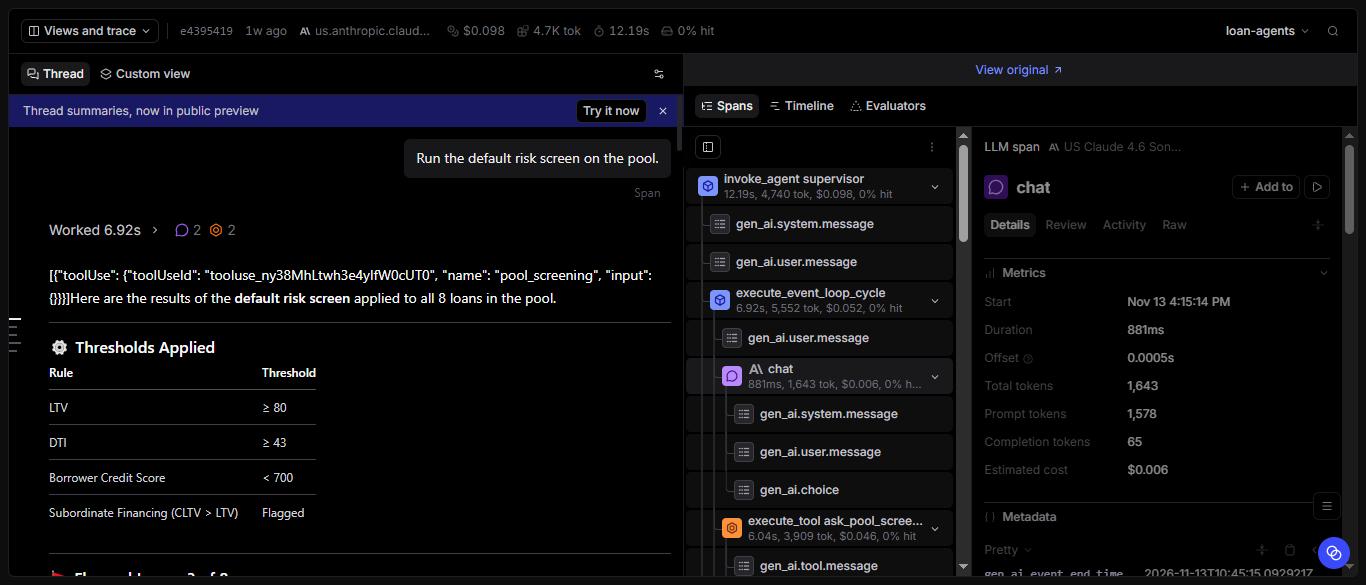 Views and trace
e4395419 1w ago A\ us.anthropic.claud... $0.098 4.7K tok 12.19s 0% hit
loan-agents
Thread Custom view
View original
Thread summaries, now in public preview Try it now
Spans Timeline Evaluators
Run the default risk screen on the pool.
Span
Worked 6.92s 2 2
[{"toolUse": {"toolUseId": "tooluse_ny38MhLtwh3e4ylfW0cUT0", "name": "pool_screening", "input":
{}}}]Here are the results of the default risk screen applied to all 8 loans in the pool.
Thresholds Applied
Rule Threshold
LTV ≥ 80
DTI ≥ 43
Borrower Credit Score < 700
Subordinate Financing (CLTV > LTV) Flagged
invoke_agent supervisor
12.19s, 4,740 tok, $0.098, 0% hit
gen_ai.system.message
gen_ai.user.message
execute_event_loop_cycle
6.92s, 5,552 tok, $0.052, 0% hit
gen_ai.user.message
A\ chat
881ms, 1,643 tok, $0.006, 0% h...
gen_ai.system.message
gen_ai.user.message
gen_ai.choice
execute_tool ask_pool_scree...
6.04s, 3,909 tok, $0.046, 0% hit
gen_ai.tool.message
LLM span A\ US Claude 4.6 Son...
chat
+ Add to
Details Review Activity Raw
Metrics
Start Nov 13 4:15:14 PM
Duration 881ms
Offset 0.0005s
Total tokens 1,643
Prompt tokens 1,578
Completion tokens 65
Estimated cost $0.006
Metadata
Pretty
gen_ai.event.end_time 2026-11-13T10:45:15.092921Z